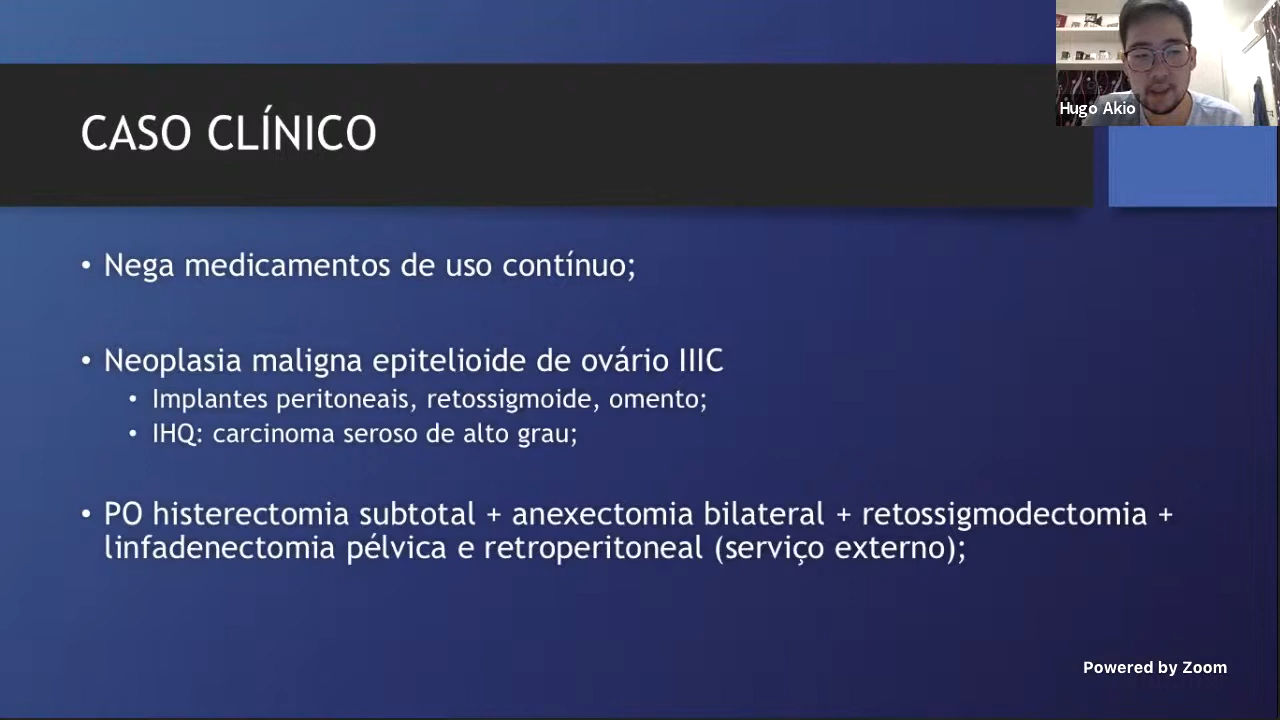 Hugo Akio
CASO CLÍNICO
• Nega medicamentos de uso contínuo;
• Neoplasia maligna epitelioide de ovário IIIC
• Implantes peritoneais, retossigmoide, omento;
• IHQ: carcinoma seroso de alto grau;
• PO histerectomia subtotal + anexectomia bilateral + retossigmodectomia +
linfadenectomia pélvica e retroperitoneal (serviço externo);
Powered by Zoom